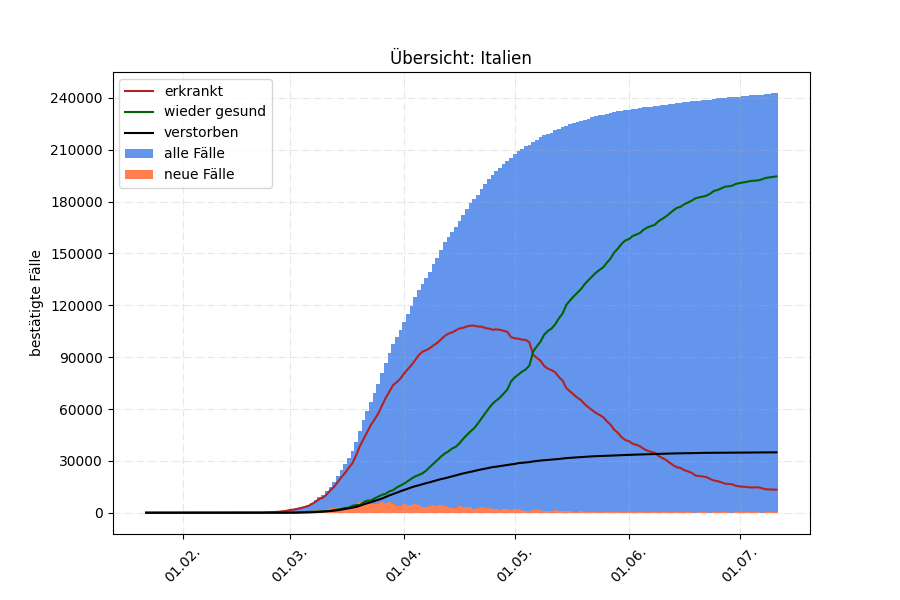 Übersicht: Italien
erkrankt
wieder gesund
verstorben
alle Fälle
neue Fälle
bestätigte Fälle
240000
210000
180000
150000
120000
90000
60000
30000
0
01.02.
01.03.
01.04.
01.05.
01.06.
01.07.